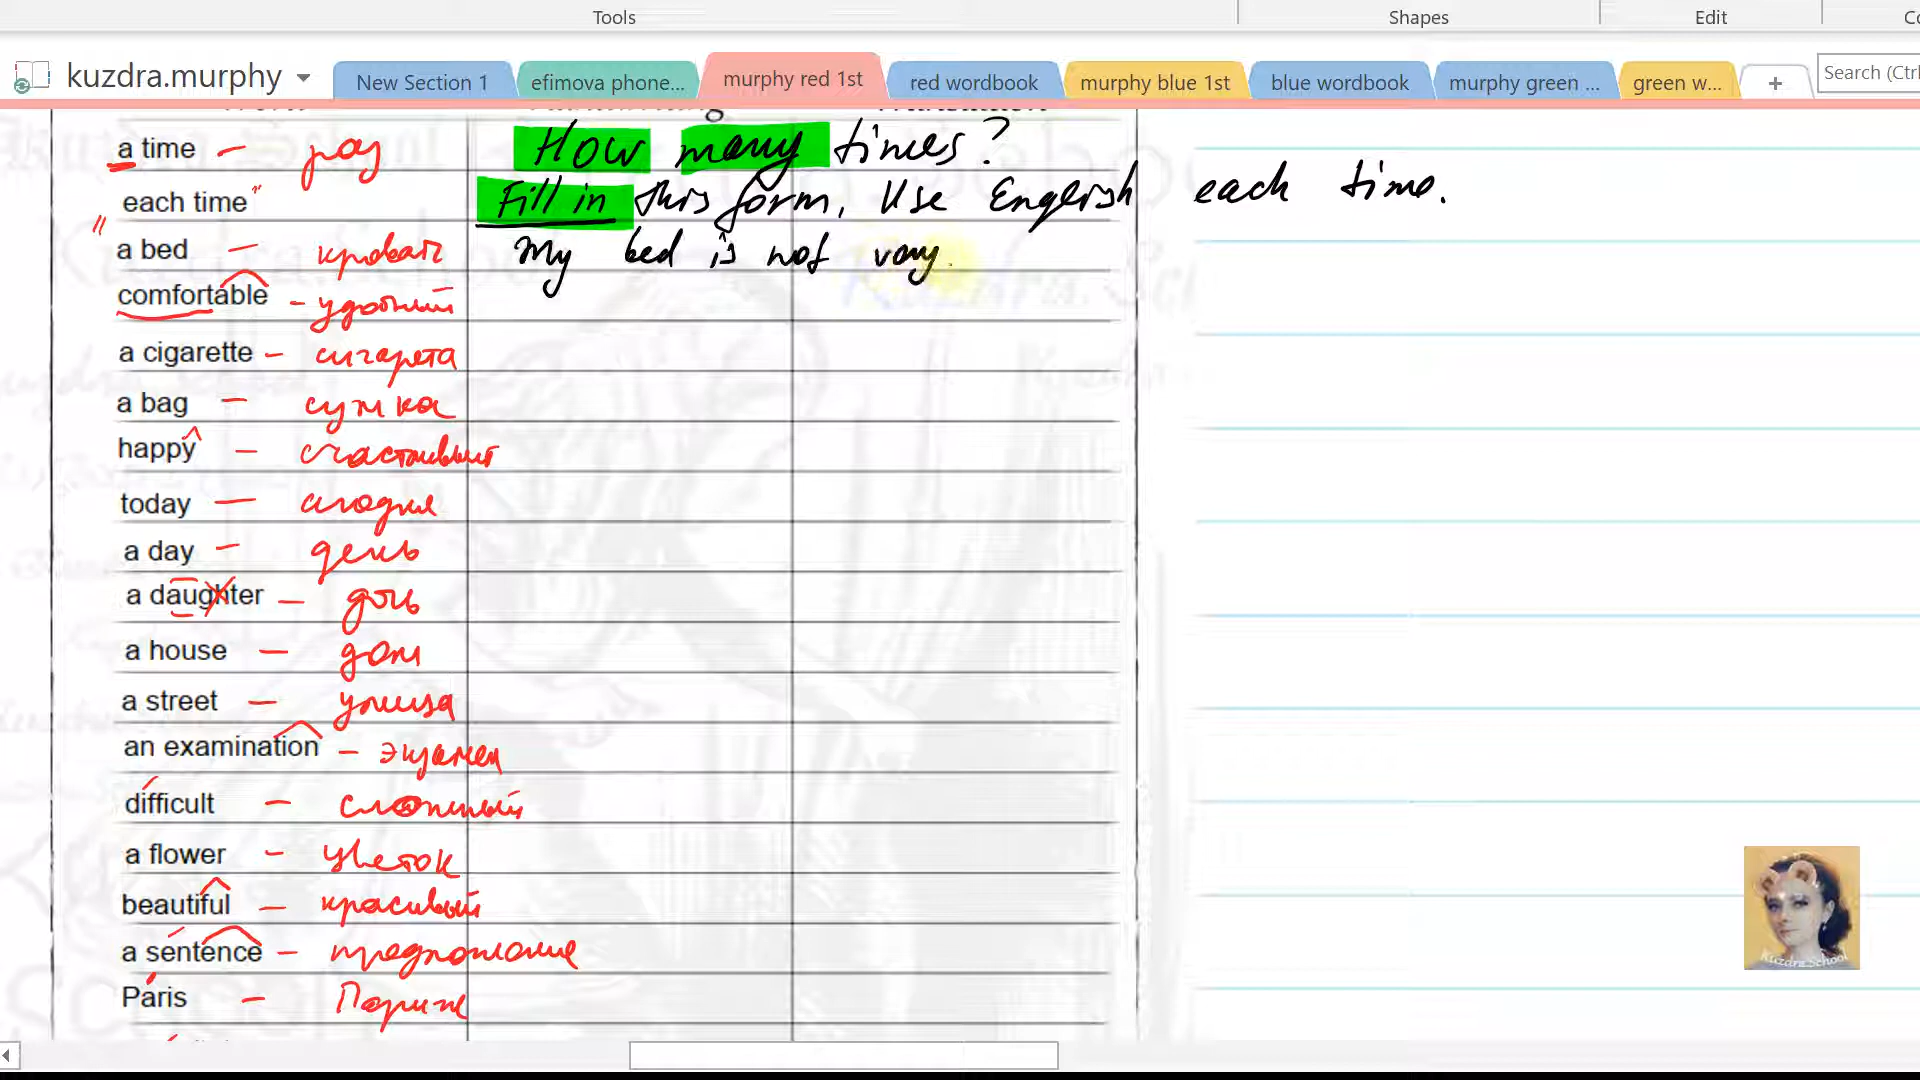 Tools Shapes Edit
kuzdra.murphy New Section 1 efimova phone... murphy red 1st red wordbook murphy blue 1st blue wordbook murphy green ... green w... + Search (Ctrl
a time – раз How many times?
each time" Fill in this form. Use English each time.
a bed – кровать My bed is not very
comfortable – удобный
a cigarette – сигарета
a bag – сумка
happy – счастливый
today – сегодня
a day – день
a daughter – дочь
a house – дом
a street – улица
an examination – экзамен
difficult – сложный
a flower – цветок
beautiful – красивый
a sentence – предложение
Paris – Париж
Kuzdra.School